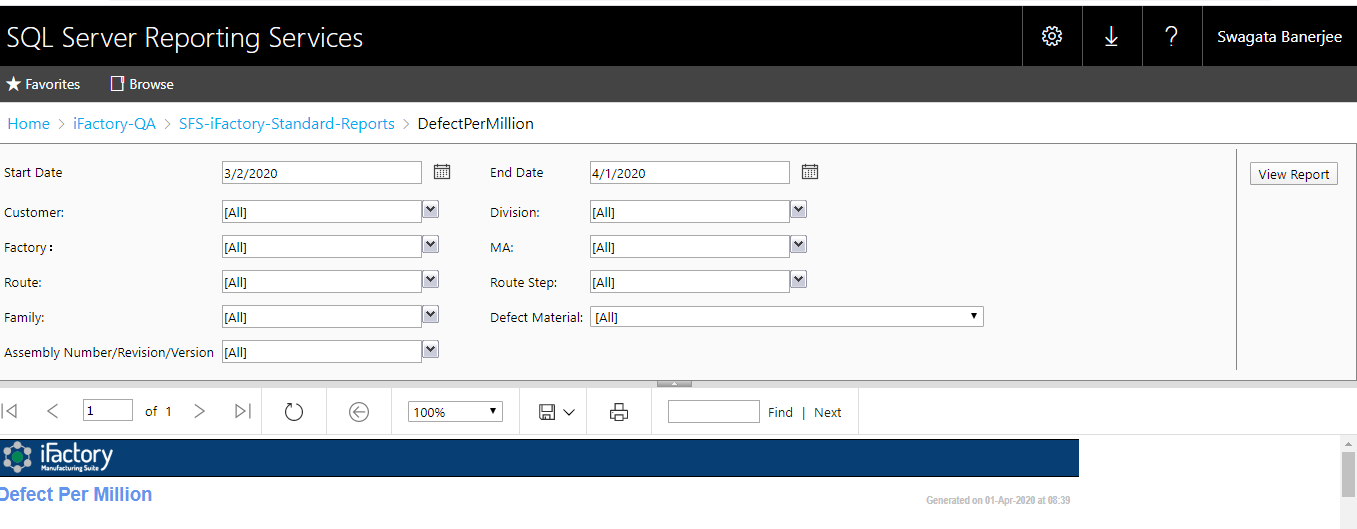 SQL Server Reporting Services
? Swagata Banerjee
Favorites Browse
Home > iFactory-QA > SFS-iFactory-Standard-Reports > DefectPerMillion
Start Date 3/2/2020 End Date 4/1/2020 View Report
Customer: [All] Division: [All]
Factory : [All] MA: [All]
Route: [All] Route Step: [All]
Family: [All] Defect Material: [All]
Assembly Number/Revision/Version [All]
1 of 1 100% Find | Next
iFactory
Manufacturing Suite
Defect Per Million
Generated on 01-Apr-2020 at 08:39